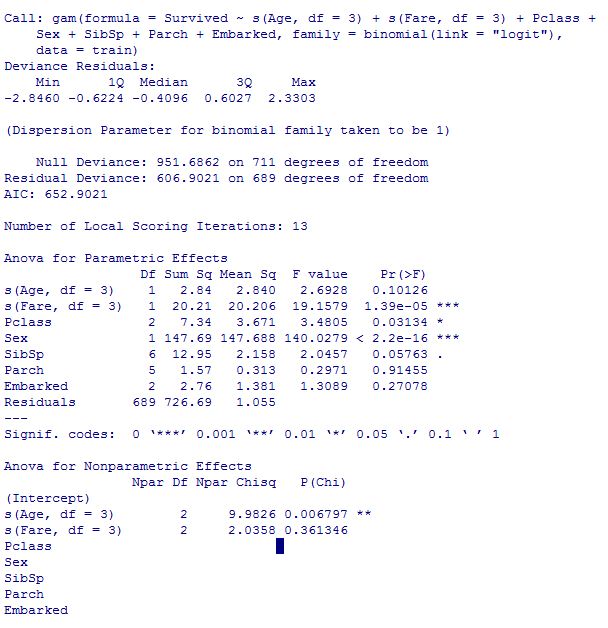 Call: gam(formula = Survived ~ s(Age, df = 3) + s(Fare, df = 3) + Pclass +
    Sex + SibSp + Parch + Embarked, family = binomial(link = "logit"),
    data = train)
Deviance Residuals:
    Min      1Q  Median      3Q     Max
-2.8460 -0.6224 -0.4096  0.6027  2.3303
(Dispersion Parameter for binomial family taken to be 1)
    Null Deviance: 951.6862 on 711 degrees of freedom
Residual Deviance: 606.9021 on 689 degrees of freedom
AIC: 652.9021
Number of Local Scoring Iterations: 13
Anova for Parametric Effects
                 Df Sum Sq Mean Sq  F value    Pr(>F)
s(Age, df = 3)    1   2.84   2.840   2.6928   0.10126
s(Fare, df = 3)   1  20.21  20.206  19.1579  1.39e-05 ***
Pclass            2   7.34   3.671   3.4805   0.03134 *
Sex               1 147.69 147.688 140.0279 < 2.2e-16 ***
SibSp             6  12.95   2.158   2.0457   0.05763 .
Parch             5   1.57   0.313   0.2971   0.91455
Embarked          2   2.76   1.381   1.3089   0.27078
Residuals       689 726.69   1.055
---
Signif. codes:  0 ‘***’ 0.001 ‘**’ 0.01 ‘*’ 0.05 ‘.’ 0.1 ‘ ’ 1
Anova for Nonparametric Effects
                Npar Df Npar Chisq   P(Chi)
(Intercept)
s(Age, df = 3)        2     9.9826 0.006797 **
s(Fare, df = 3)       2     2.0358 0.361346
Pclass
Sex
SibSp
Parch
Embarked